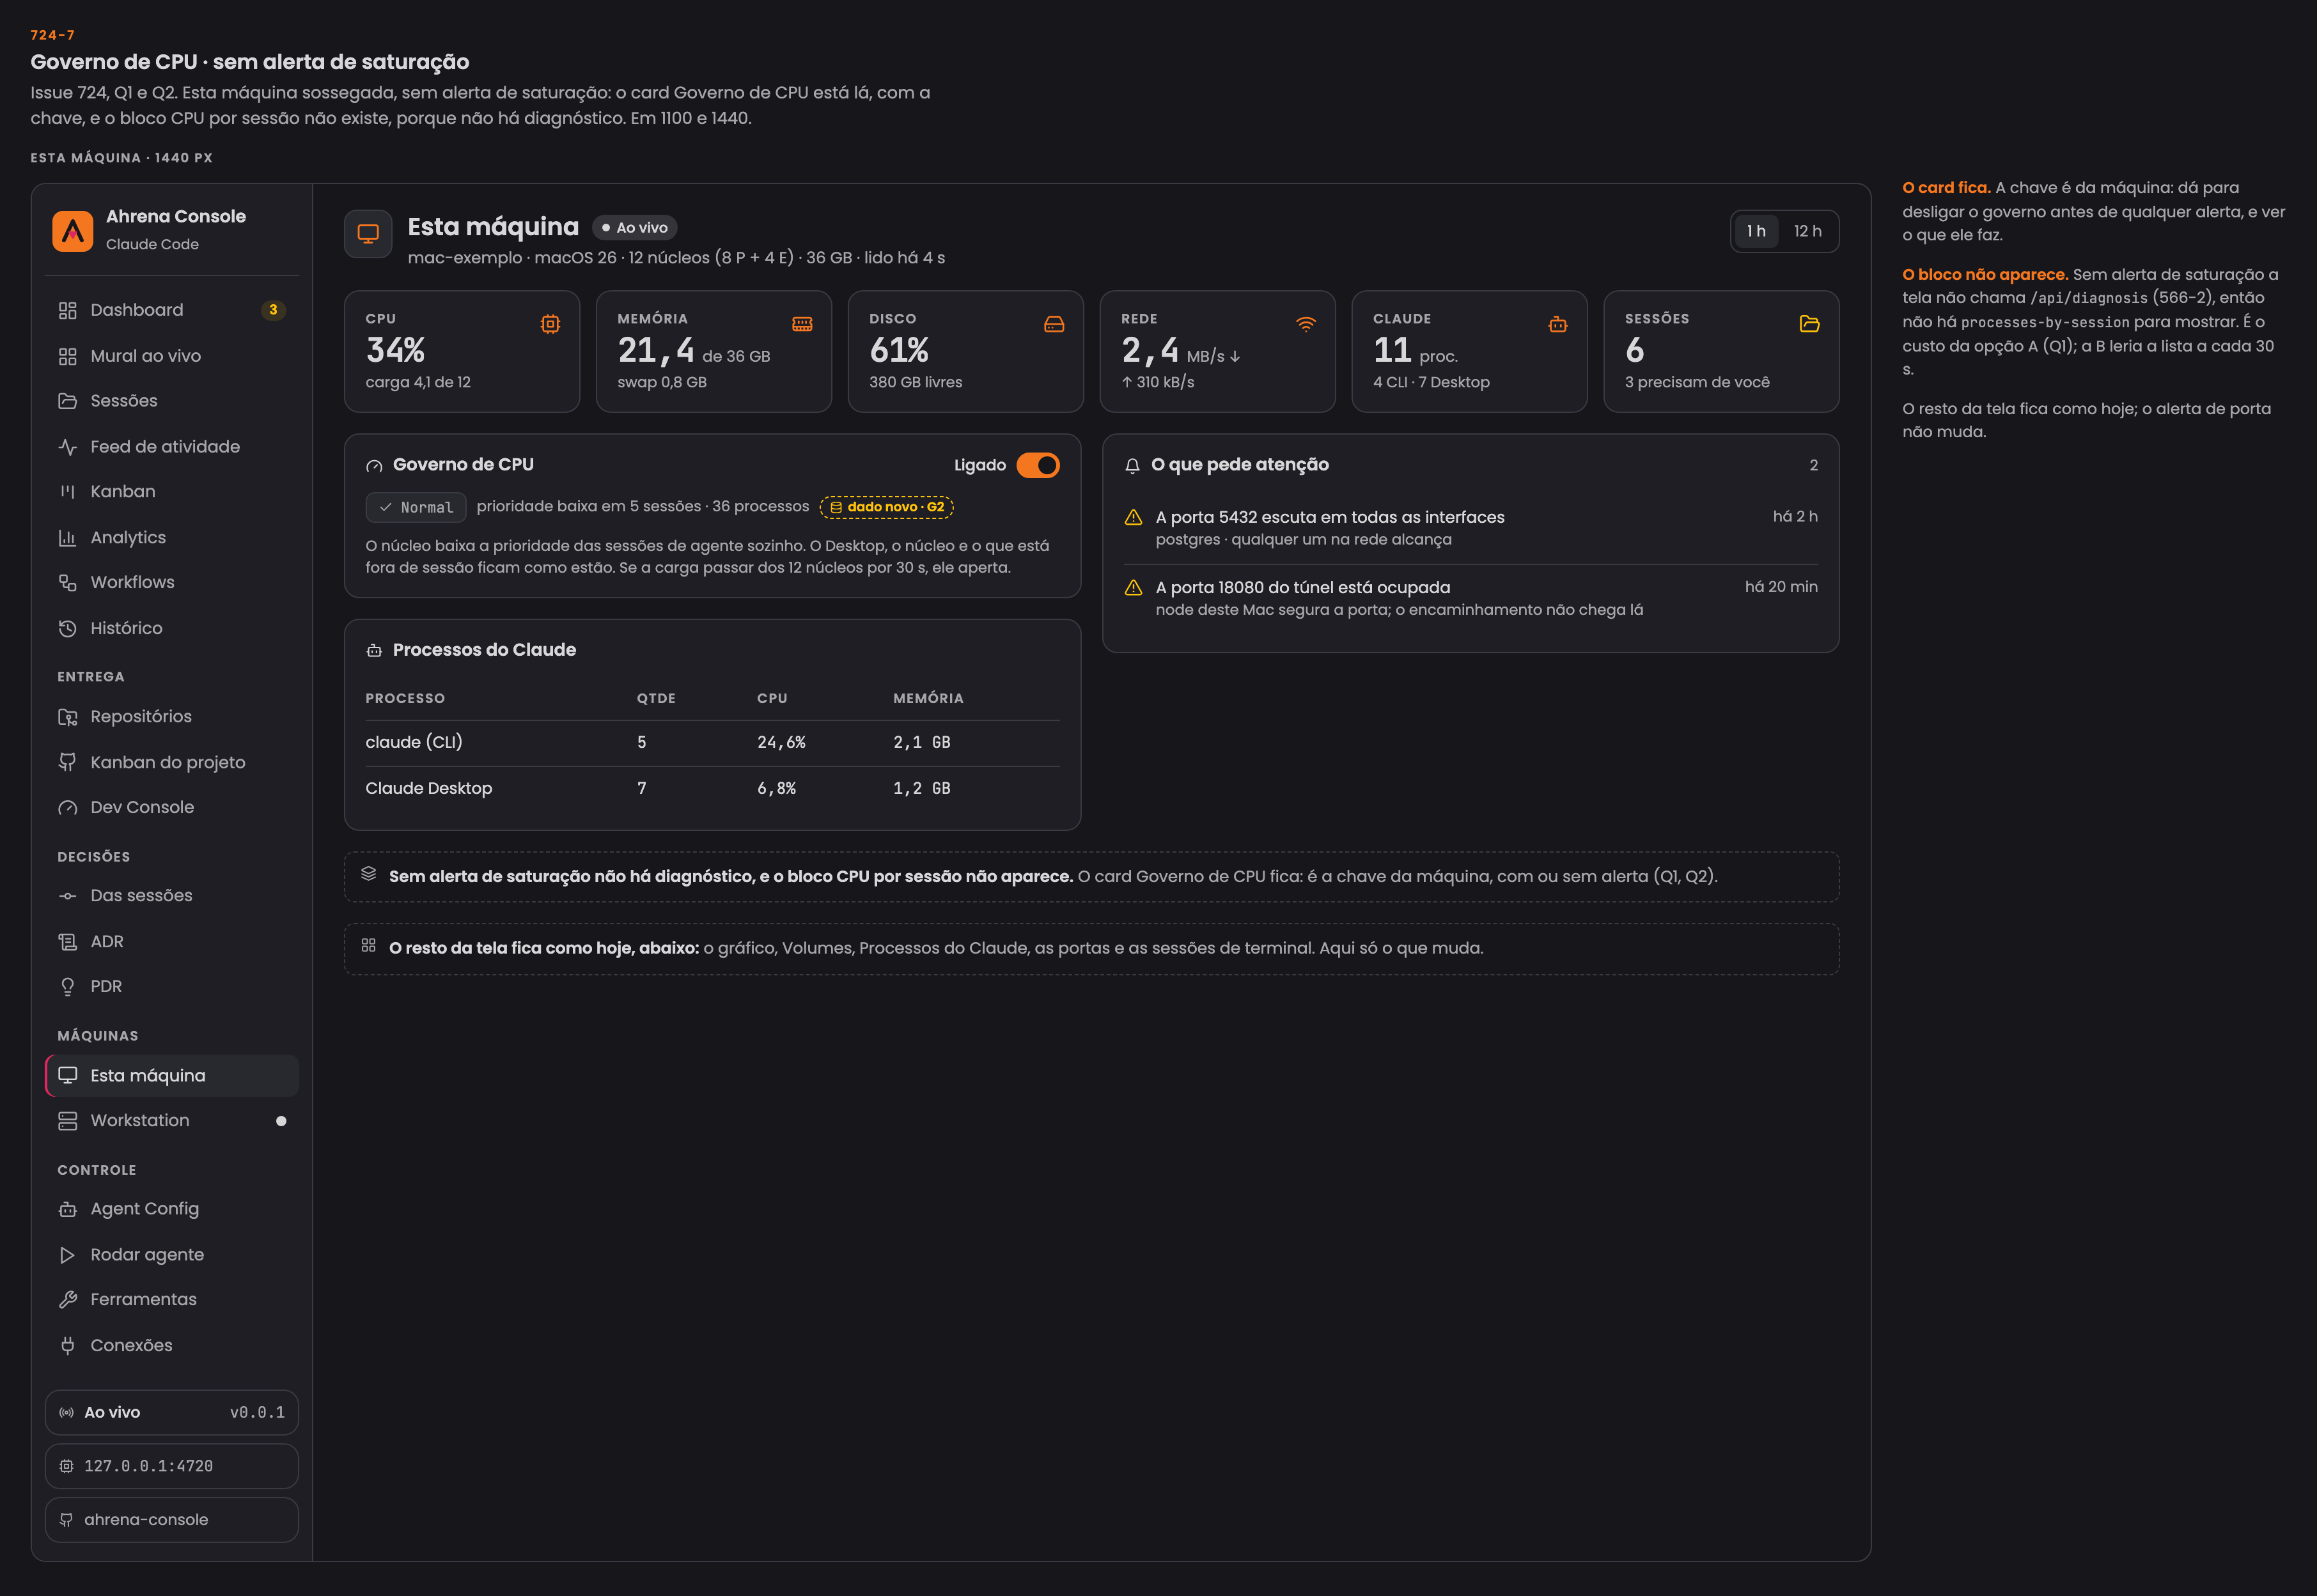 724-7
Governo de CPU · sem alerta de saturação
Issue 724, Q1 e Q2. Esta máquina sossegada, sem alerta de saturação: o card Governo de CPU está lá, com a
chave, e o bloco CPU por sessão não existe, porque não há diagnóstico. Em 1100 e 1440.
ESTA MÁQUINA · 1440 PX
Ahrena Console
Claude Code
Dashboard 3
Mural ao vivo
Sessões
Feed de atividade
Kanban
Analytics
Workflows
Histórico
ENTREGA
Repositórios
Kanban do projeto
Dev Console
DECISÕES
Das sessões
ADR
PDR
MÁQUINAS
Esta máquina
Workstation
CONTROLE
Agent Config
Rodar agente
Ferramentas
Conexões
Ao vivo v0.0.1
127.0.0.1:4720
ahrena-console
Esta máquina Ao vivo
mac-exemplo · macOS 26 · 12 núcleos (8 P + 4 E) · 36 GB · lido há 4 s
1 h 12 h
CPU
34%
carga 4,1 de 12
MEMÓRIA
21,4 de 36 GB
swap 0,8 GB
DISCO
61%
380 GB livres
REDE
2,4 MB/s ↓
↑ 310 kB/s
CLAUDE
11 proc.
4 CLI · 7 Desktop
SESSÕES
6
3 precisam de você
Governo de CPU Ligado
Normal prioridade baixa em 5 sessões · 36 processos dado novo · G2
O núcleo baixa a prioridade das sessões de agente sozinho. O Desktop, o núcleo e o que está
fora de sessão ficam como estão. Se a carga passar dos 12 núcleos por 30 s, ele aperta.
O que pede atenção 2
A porta 5432 escuta em todas as interfaces há 2 h
postgres · qualquer um na rede alcança
A porta 18080 do túnel está ocupada há 20 min
node deste Mac segura a porta; o encaminhamento não chega lá
Processos do Claude
PROCESSO QTDE CPU MEMÓRIA
claude (CLI) 5 24,6% 2,1 GB
Claude Desktop 7 6,8% 1,2 GB
Sem alerta de saturação não há diagnóstico, e o bloco CPU por sessão não aparece. O card Governo de CPU fica: é a chave da máquina, com ou sem alerta (Q1, Q2).
O resto da tela fica como hoje, abaixo: o gráfico, Volumes, Processos do Claude, as portas e as sessões de terminal. Aqui só o que muda.
O card fica. A chave é da máquina: dá para
desligar o governo antes de qualquer alerta, e ver
o que ele faz.
O bloco não aparece. Sem alerta de saturação a
tela não chama /api/diagnosis (566-2), então
não há processes-by-session para mostrar. É o
custo da opção A (Q1); a B leria a lista a cada 30
s.
O resto da tela fica como hoje; o alerta de porta
não muda.